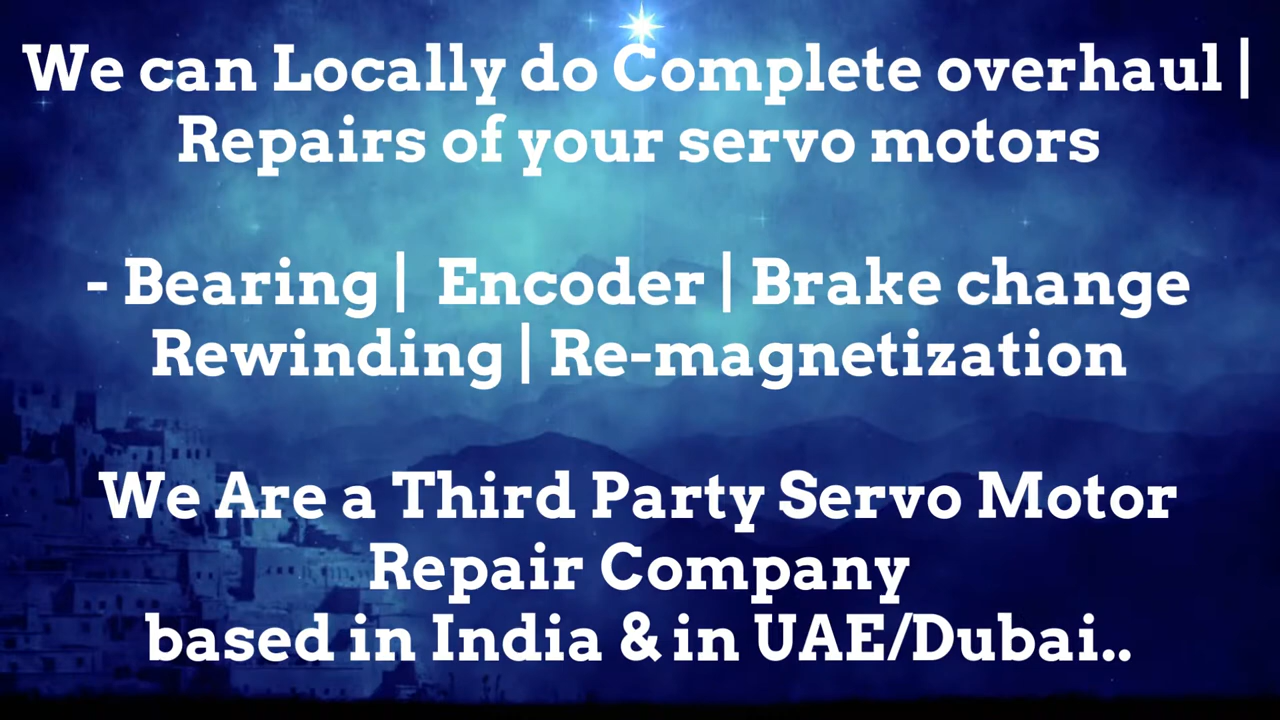 We can Locally do Complete overhaul |
Repairs of your servo motors
- Bearing | Encoder | Brake change
Rewinding | Re-magnetization
We Are a Third Party Servo Motor
Repair Company
based in India & in UAE/Dubai..